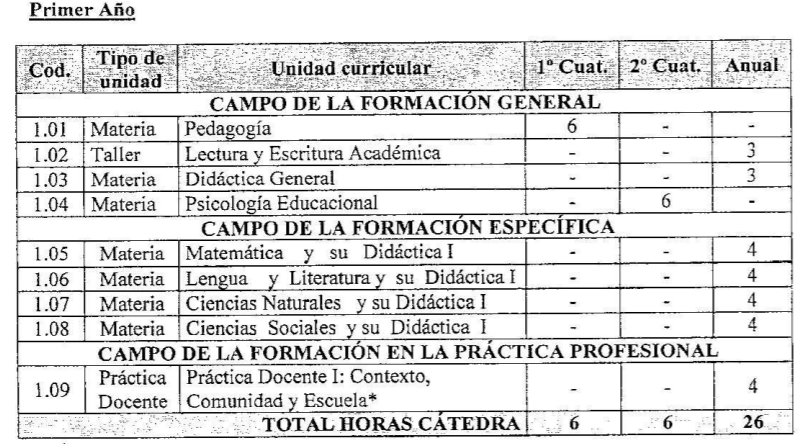 Primer Año
Cod. Tipo de unidad Unidad curricular 1º Cuat. 2º Cuat. Anual
CAMPO DE LA FORMACIÓN GENERAL
1.01 Materia Pedagogía 6 - -
1.02 Taller Lectura y Escritura Académica - - 3
1.03 Materia Didáctica General - - 3
1.04 Materia Psicología Educacional - 6 -
CAMPO DE LA FORMACIÓN ESPECÍFICA
1.05 Materia Matemática y su Didáctica I - - 4
1.06 Materia Lengua y Literatura y su Didáctica I - - 4
1.07 Materia Ciencias Naturales y su Didáctica I - - 4
1.08 Materia Ciencias Sociales y su Didáctica I - - 4
CAMPO DE LA FORMACIÓN EN LA PRÁCTICA PROFESIONAL
1.09 Práctica Docente Práctica Docente I: Contexto, Comunidad y Escuela* - - 4
TOTAL HORAS CÁTEDRA 6 6 26